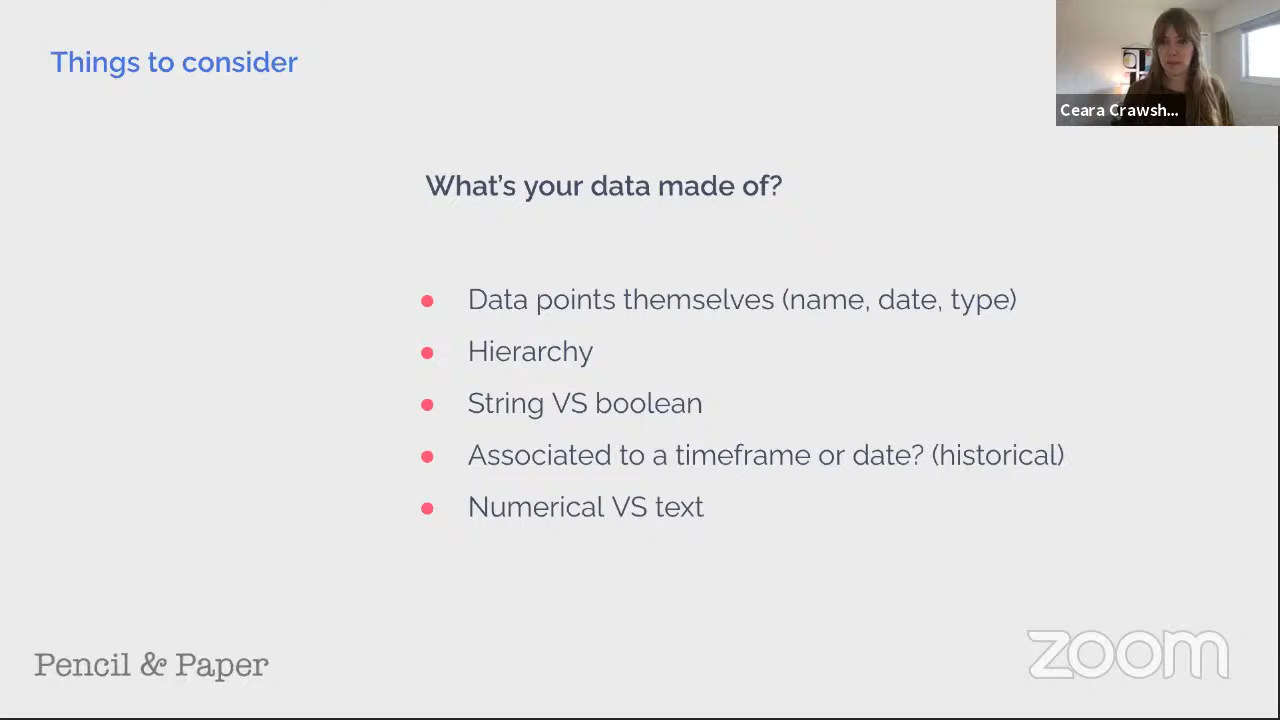 Things to consider
Ceara Crawsh...
What's your data made of?
Data points themselves (name, date, type)
Hierarchy
String VS boolean
Associated to a timeframe or date? (historical)
Numerical VS text
Pencil & Paper
zoom